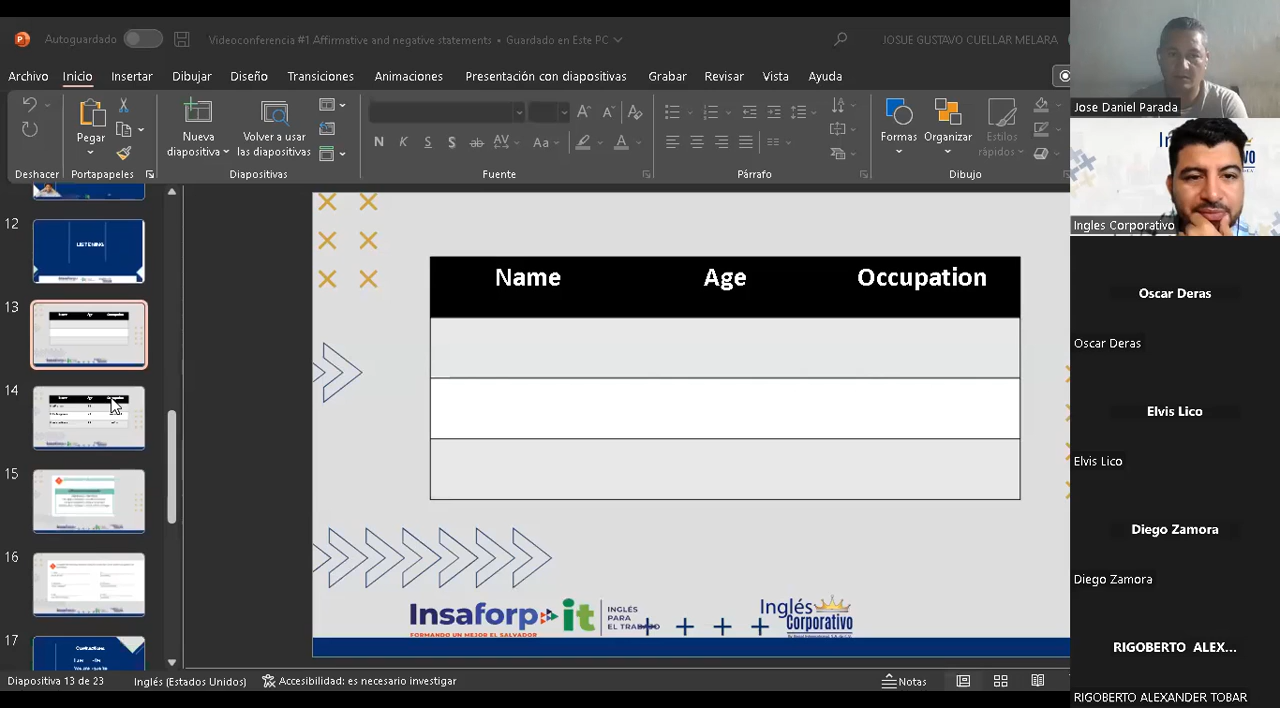 Autoguardado
Videoconferencia #1 Affirmative and negative statements • Guardado en Este PC
JOSUE GUSTAVO CUELLAR MELARA
Archivo Inicio Insertar Dibujar Diseño Transiciones Animaciones Presentación con diapositivas Grabar Revisar Vista Ayuda
Pegar
Nueva diapositiva
Volver a usar las diapositivas
N K S S ab AV Aa A
Formas
Organizar
Estilos rápidos
Deshacer Portapapeles Diapositivas Fuente Párrafo Dibujo
12
LISTENING
13
14
15
16
17
Name Age Occupation
Insaforp it
FORMANDO UN MEJOR EL SALVADOR
INGLÉS
PARA
EL TRABAJO
Inglés
Corporativo
Diapositiva 13 de 23
Inglés (Estados Unidos)
Accesibilidad: es necesario investigar
Notas
Jose Daniel Parada
Ingles Corporativo
Oscar Deras
Oscar Deras
Elvis Lico
Elvis Lico
Diego Zamora
Diego Zamora
RIGOBERTO ALEX...
RIGOBERTO ALEXANDER TOBAR